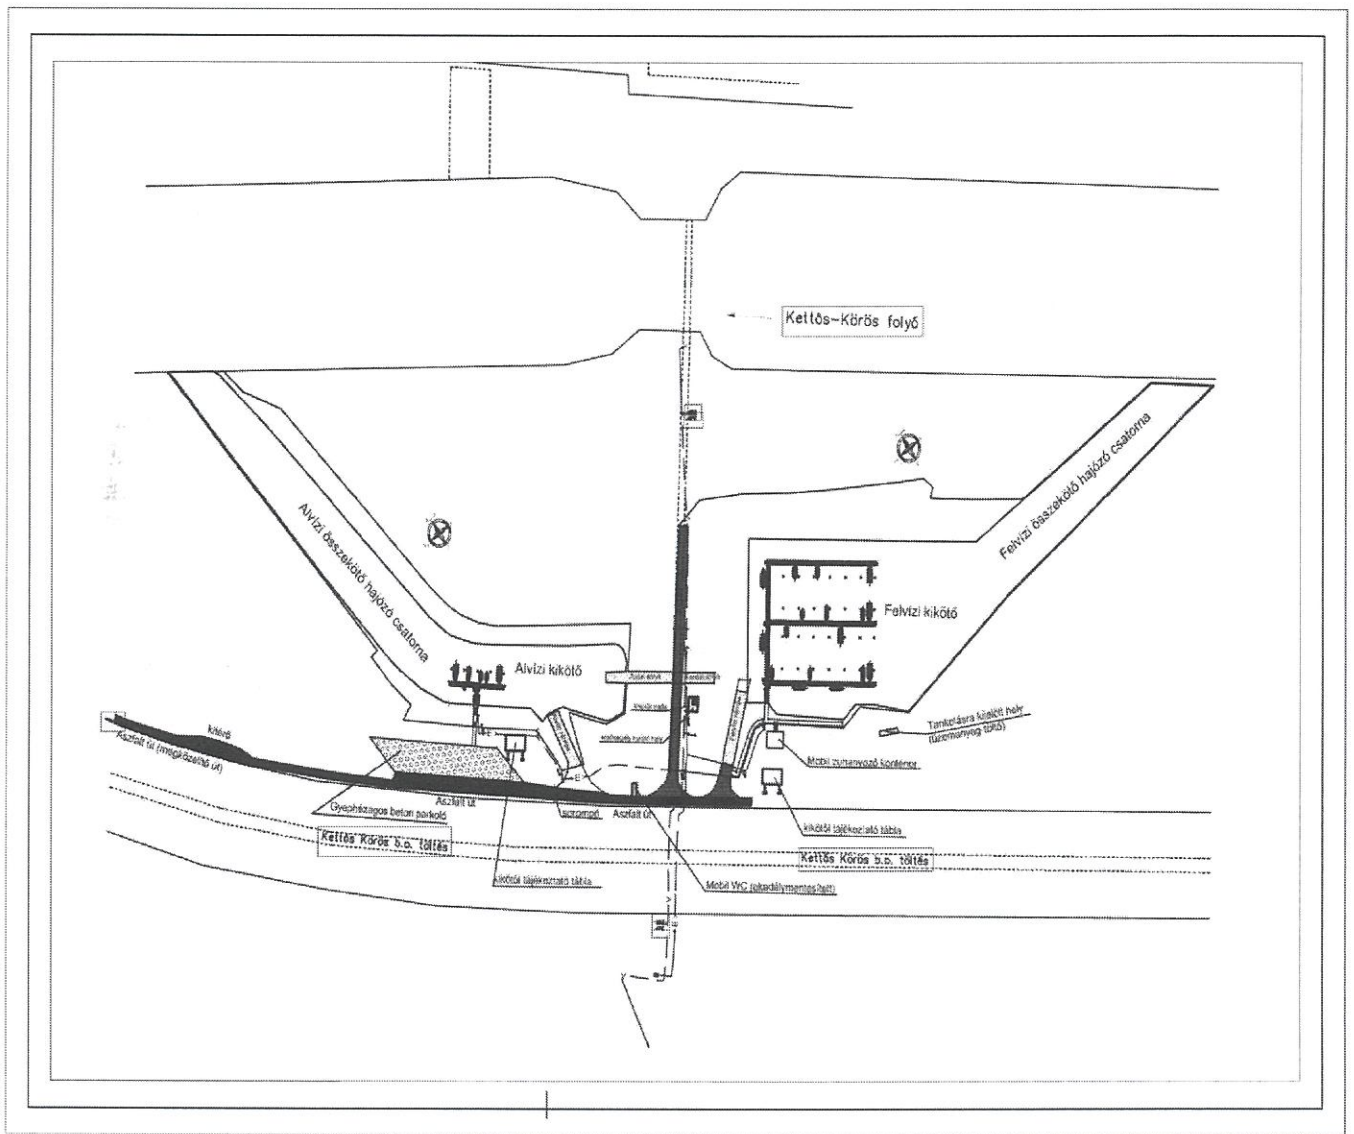 Kettős-Körös folyó
Alvízi összekötő hajózó csatorna
Felvízi összekötő hajózó csatorna
Alvízi kikötő
Felvízi kikötő
Tankolásra kijelölt hely
(üzemanyag töltő)
Mobil zuhanyozó konténer
kitérő
Aszfalt út (megközelítő út)
Aszfalt út
Gyephézagos beton parkoló
sorompó
Aszfalt út
kikötői tájékoztató tábla
Kettős Körös b.p. töltés
Kettős Körös b.p. töltés
kikötői tájékoztató tábla
Mobil WC (akadálymentesített)